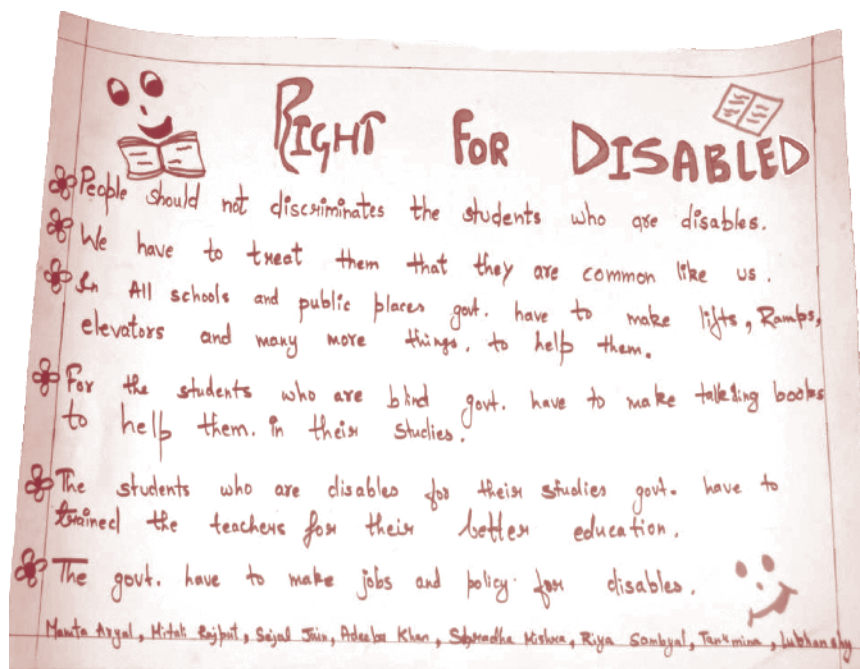 RIGHT FOR DISABLED
People should not discriminates the students who are disables.
We have to treat them that they are common like us.
In All schools and public places govt. have to make lifts, Ramps,
elevators and many more things. to help them.
For the students who are blind govt. have to make talking books
to help them. in their studies.
The students who are disables for their studies govt. have to
trained the teachers for their better education.
The govt. have to make jobs and policy for disables.
Mamta Aryal, Mitali Rajput, Sejal Jain, Adeeba Khan, Mishra, Riya Sambyal,